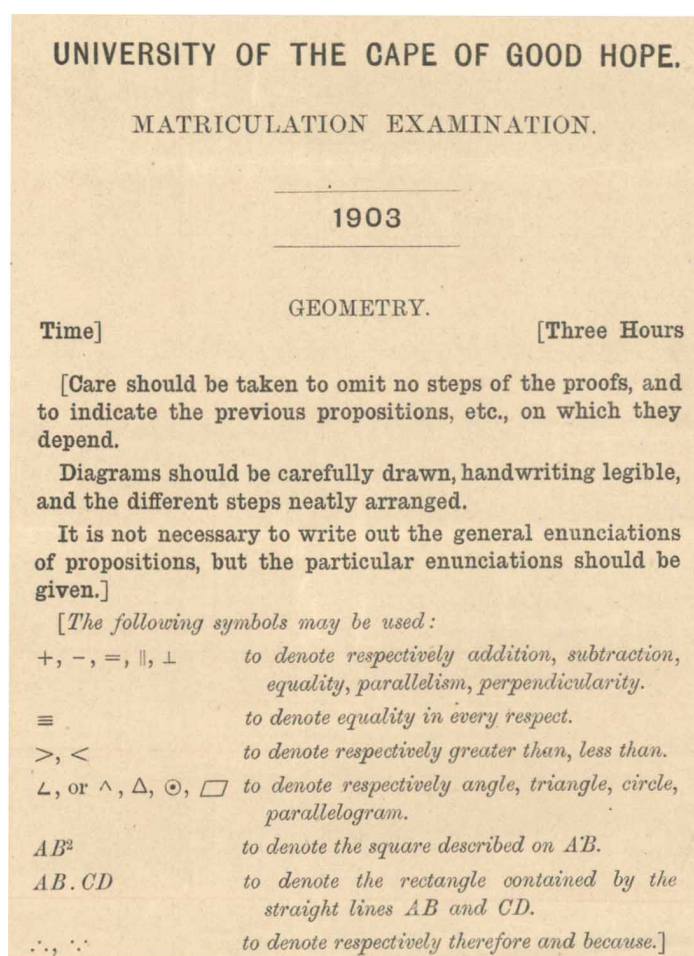 UNIVERSITY OF THE CAPE OF GOOD HOPE.
MATRICULATION EXAMINATION.
1903
GEOMETRY.
Time] [Three Hours
[Care should be taken to omit no steps of the proofs, and
to indicate the previous propositions, etc., on which they
depend.
Diagrams should be carefully drawn, handwriting legible,
and the different steps neatly arranged.
It is not necessary to write out the general enunciations
of propositions, but the particular enunciations should be
given.]
[The following symbols may be used:
+, −, =, ∥, ⊥ to denote respectively addition, subtraction,
equality, parallelism, perpendicularity.
≡ to denote equality in every respect.
>, < to denote respectively greater than, less than.
∠, or ^, Δ, ⊙, ▱ to denote respectively angle, triangle, circle,
parallelogram.
AB² to denote the square described on AB.
AB.CD to denote the rectangle contained by the
straight lines AB and CD.
∴, ∵ to denote respectively therefore and because.]